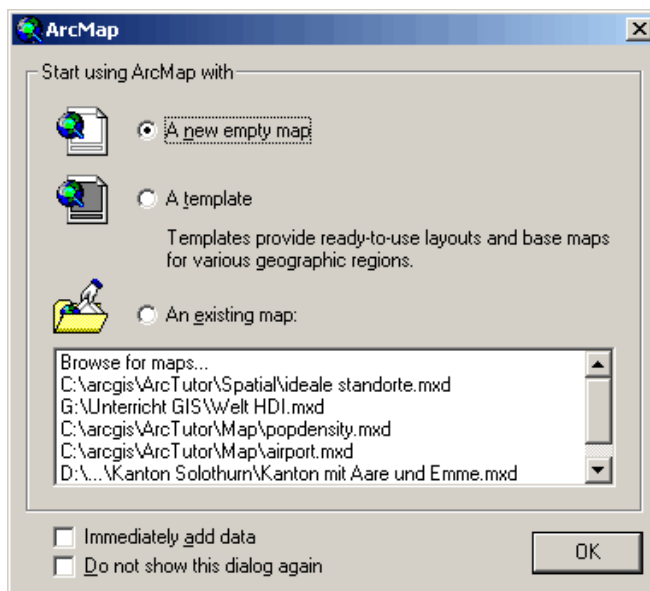 ArcMap
Start using ArcMap with
A new empty map
A template
Templates provide ready-to-use layouts and base maps
for various geographic regions.
An existing map:
Browse for maps...
C:\arcgis\ArcTutor\Spatial\ideale standorte.mxd
G:\Unterricht GIS\Welt HDI.mxd
C:\arcgis\ArcTutor\Map\popdensity.mxd
C:\arcgis\ArcTutor\Map\airport.mxd
D:\...\Kanton Solothurn\Kanton mit Aare und Emme.mxd
Immediately add data
Do not show this dialog again
OK